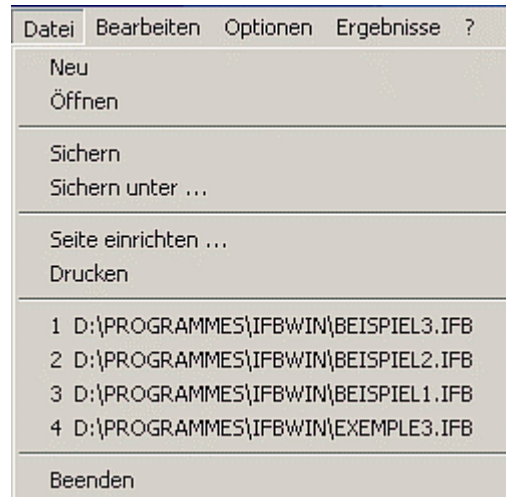 Datei Bearbeiten Optionen Ergebnisse ?
Neu
Öffnen
Sichern
Sichern unter ...
Seite einrichten ...
Drucken
1 D:\PROGRAMMES\IFBWIN\BEISPIEL3.IFB
2 D:\PROGRAMMES\IFBWIN\BEISPIEL2.IFB
3 D:\PROGRAMMES\IFBWIN\BEISPIEL1.IFB
4 D:\PROGRAMMES\IFBWIN\EXEMPLE3.IFB
Beenden